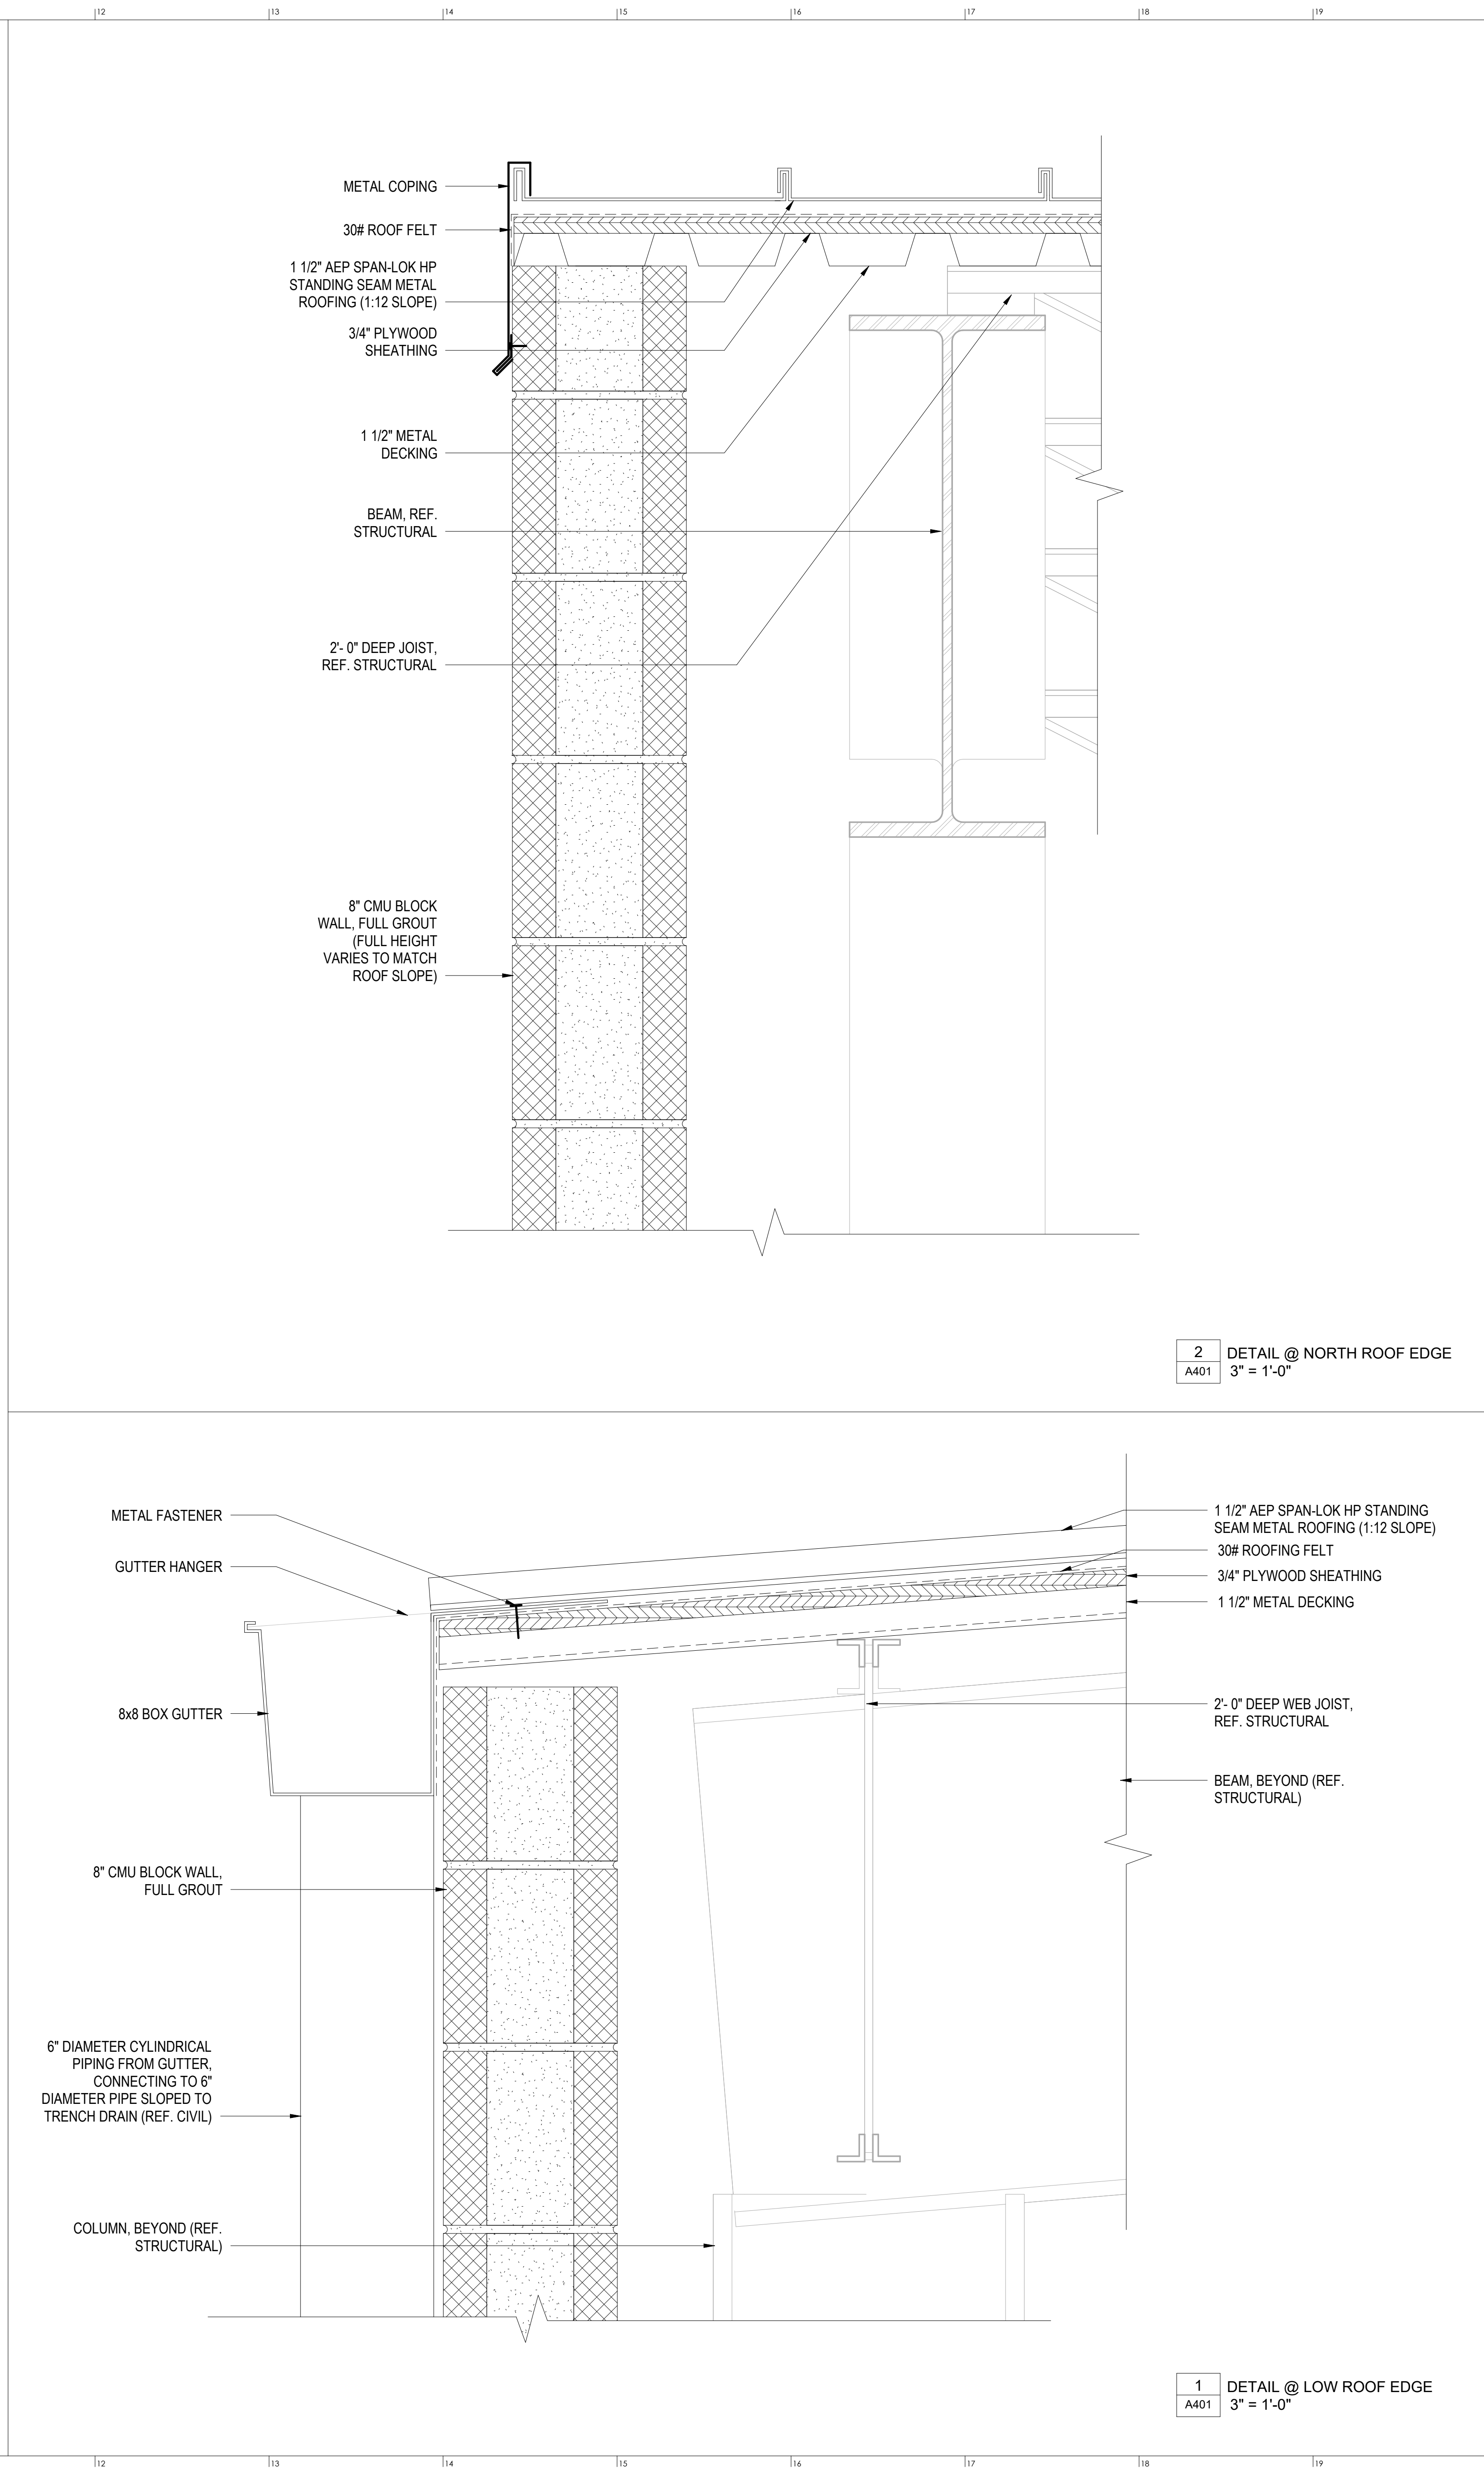 12 13 14 15 16 17 18 19
METAL COPING
30# ROOF FELT
1 1/2" AEP SPAN-LOK HP
STANDING SEAM METAL
ROOFING (1:12 SLOPE)
3/4" PLYWOOD
SHEATHING
1 1/2" METAL
DECKING
BEAM, REF.
STRUCTURAL
2'- 0" DEEP JOIST,
REF. STRUCTURAL
8" CMU BLOCK
WALL, FULL GROUT
(FULL HEIGHT
VARIES TO MATCH
ROOF SLOPE)
2
A401
DETAIL @ NORTH ROOF EDGE
3" = 1'-0"
METAL FASTENER
GUTTER HANGER
8x8 BOX GUTTER
8" CMU BLOCK WALL,
FULL GROUT
6" DIAMETER CYLINDRICAL
PIPING FROM GUTTER,
CONNECTING TO 6"
DIAMETER PIPE SLOPED TO
TRENCH DRAIN (REF. CIVIL)
COLUMN, BEYOND (REF.
STRUCTURAL)
1 1/2" AEP SPAN-LOK HP STANDING
SEAM METAL ROOFING (1:12 SLOPE)
30# ROOFING FELT
3/4" PLYWOOD SHEATHING
1 1/2" METAL DECKING
2'- 0" DEEP WEB JOIST,
REF. STRUCTURAL
BEAM, BEYOND (REF.
STRUCTURAL)
1
A401
DETAIL @ LOW ROOF EDGE
3" = 1'-0"
12 13 14 15 16 17 18 19